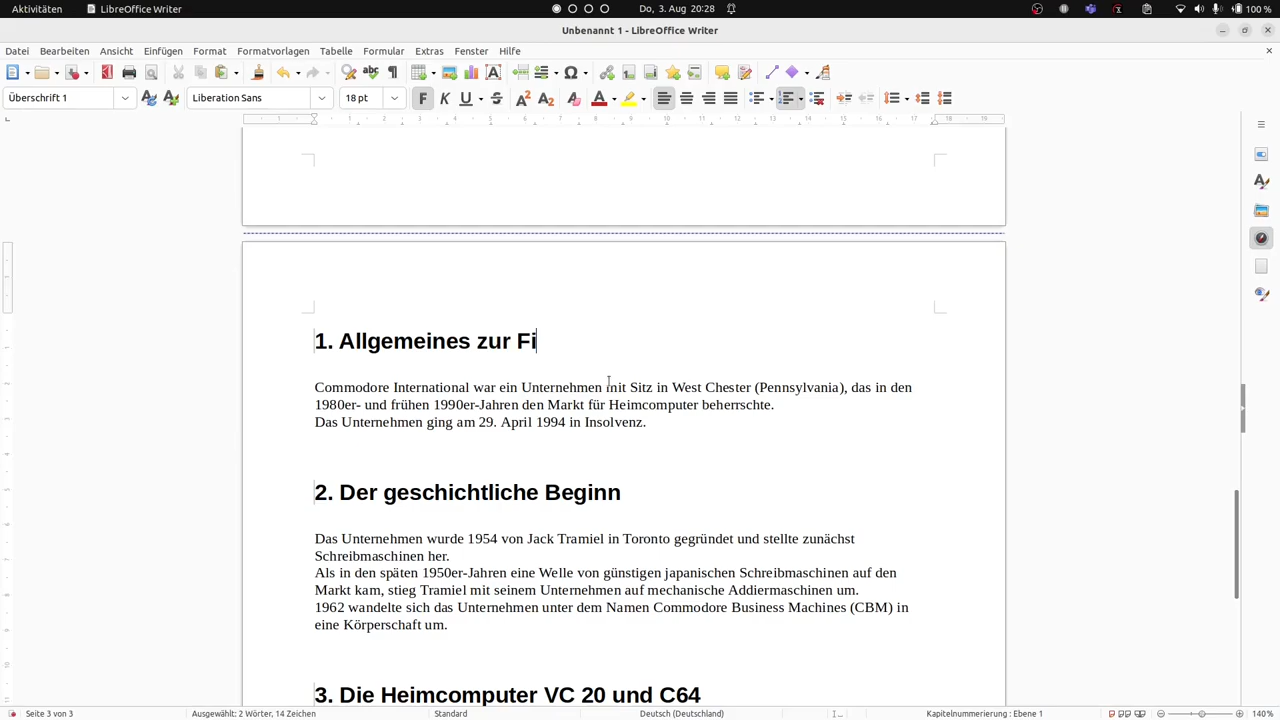 Aktivitäten
LibreOffice Writer
Do, 3. Aug 20:28
100 %
Unbenannt 1 - LibreOffice Writer
Datei Bearbeiten Ansicht Einfügen Format Formatvorlagen Tabelle Formular Extras Fenster Hilfe
Überschrift 1
Liberation Sans
18 pt
1. Allgemeines zur Fi
Commodore International war ein Unternehmen mit Sitz in West Chester (Pennsylvania), das in den
1980er- und frühen 1990er-Jahren den Markt für Heimcomputer beherrschte.
Das Unternehmen ging am 29. April 1994 in Insolvenz.
2. Der geschichtliche Beginn
Das Unternehmen wurde 1954 von Jack Tramiel in Toronto gegründet und stellte zunächst
Schreibmaschinen her.
Als in den späten 1950er-Jahren eine Welle von günstigen japanischen Schreibmaschinen auf den
Markt kam, stieg Tramiel mit seinem Unternehmen auf mechanische Addiermaschinen um.
1962 wandelte sich das Unternehmen unter dem Namen Commodore Business Machines (CBM) in
eine Körperschaft um.
3. Die Heimcomputer VC 20 und C64
Seite 3 von 3
Ausgewählt: 2 Wörter, 14 Zeichen
Standard
Deutsch (Deutschland)
Kapitelnummerierung : Ebene 1
140%